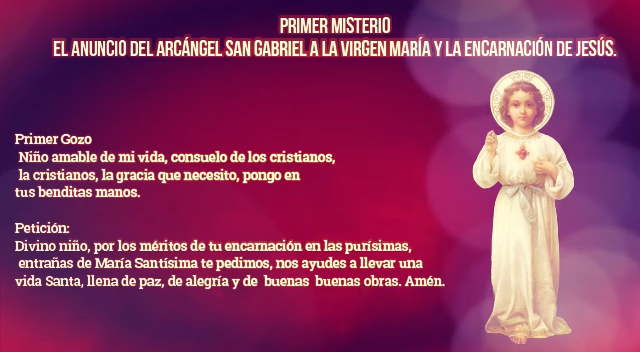 PRIMER MISTERIO
EL ANUNCIO DEL ARCÁNGEL SAN GABRIEL A LA VIRGEN MARÍA Y LA ENCARNACIÓN DE JESÚS.
Primer Gozo
Niño amable de mi vida, consuelo de los cristianos,
la cristianos, la gracia que necesito, pongo en
tus benditas manos.
Petición:
Divino niño, por los méritos de tu encarnación en las purísimas,
entrañas de María Santísima te pedimos, nos ayudes a llevar una
vida Santa, llena de paz, de alegría y de buenas buenas obras. Amén.